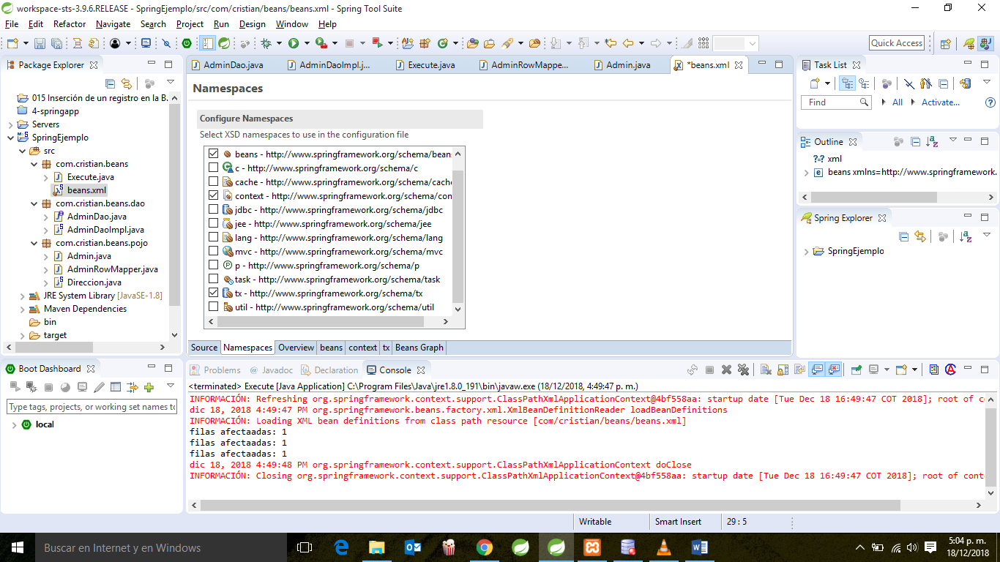 workspace-sts-3.9.6.RELEASE - SpringEjemplo/src/com/cristian/beans/beans.xml - Spring Tool Suite
File Edit Refactor Navigate Search Project Run Design Window Help
Quick Access
Package Explorer
015 Inserción de un registro en la B.
4-springapp
Servers
SpringEjemplo
src
com.cristian.beans
Execute.java
beans.xml
com.cristian.beans.dao
AdminDao.java
AdminDaoImpl.java
com.cristian.beans.pojo
Admin.java
AdminRowMapper.java
Direccion.java
JRE System Library [JavaSE-1.8]
Maven Dependencies
bin
target
AdminDao.java AdminDaoImpl.j... Execute.java AdminRowMappe... Admin.java *beans.xml
Namespaces
Configure Namespaces
Select XSD namespaces to use in the configuration file
beans - http://www.springframework.org/schema/bean
c - http://www.springframework.org/schema/c
cache - http://www.springframework.org/schema/cache
context - http://www.springframework.org/schema/con
jdbc - http://www.springframework.org/schema/jdbc
jee - http://www.springframework.org/schema/jee
lang - http://www.springframework.org/schema/lang
mvc - http://www.springframework.org/schema/mvc
p - http://www.springframework.org/schema/p
task - http://www.springframework.org/schema/task
tx - http://www.springframework.org/schema/tx
util - http://www.springframework.org/schema/util
Source Namespaces Overview beans context tx Beans Graph
Task List
Find All Activate...
Outline
?-? xml
e beans xmlns=http://www.springframework.
Spring Explorer
SpringEjemplo
Boot Dashboard
Type tags, projects, or working set names to
local
Problems @ Javadoc Declaration Console
<terminated> Execute [Java Application] C:\Program Files\Java\jre1.8.0_191\bin\javaw.exe (18/12/2018, 4:49:47 p. m.)
INFORMACIÓN: Refreshing org.springframework.context.support.ClassPathXmlApplicationContext@4bf558aa: startup date [Tue Dec 18 16:49:47 COT 2018]; root of co
dic 18, 2018 4:49:47 PM org.springframework.beans.factory.xml.XmlBeanDefinitionReader loadBeanDefinitions
INFORMACIÓN: Loading XML bean definitions from class path resource [com/cristian/beans/beans.xml]
filas afectaadas: 1
filas afectaadas: 1
filas afectaadas: 1
dic 18, 2018 4:49:48 PM org.springframework.context.support.ClassPathXmlApplicationContext doClose
INFORMACIÓN: Closing org.springframework.context.support.ClassPathXmlApplicationContext@4bf558aa: startup date [Tue Dec 18 16:49:47 COT 2018]; root of cont
Writable Smart Insert 29 : 5
Buscar en Internet y en Windows
5:04 p. m.
18/12/2018